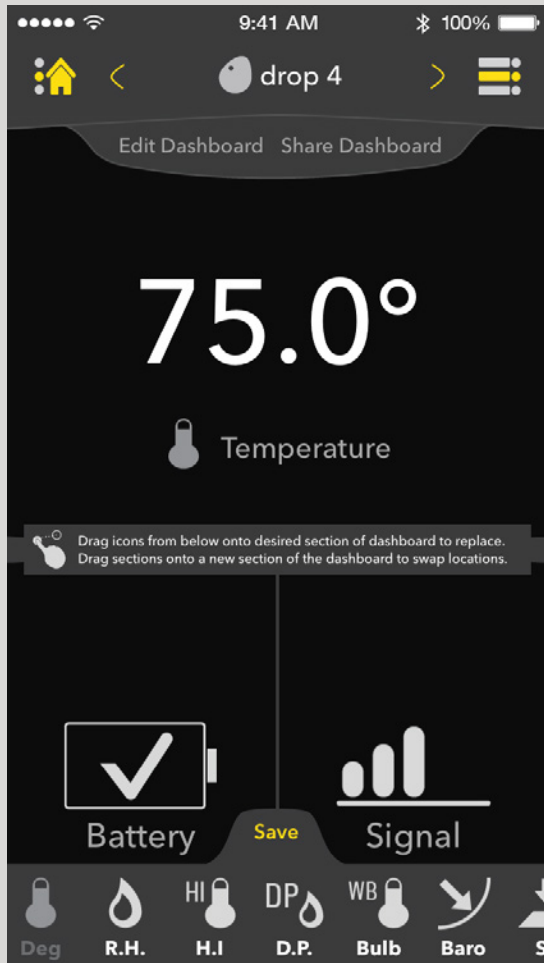 9:41 AM
100%
drop 4
Edit Dashboard Share Dashboard
75.0°
Temperature
Drag icons from below onto desired section of dashboard to replace.
Drag sections onto a new section of the dashboard to swap locations.
Battery
Save
Signal
HI
DP
WB
Deg R.H. H.I D.P. Bulb Baro